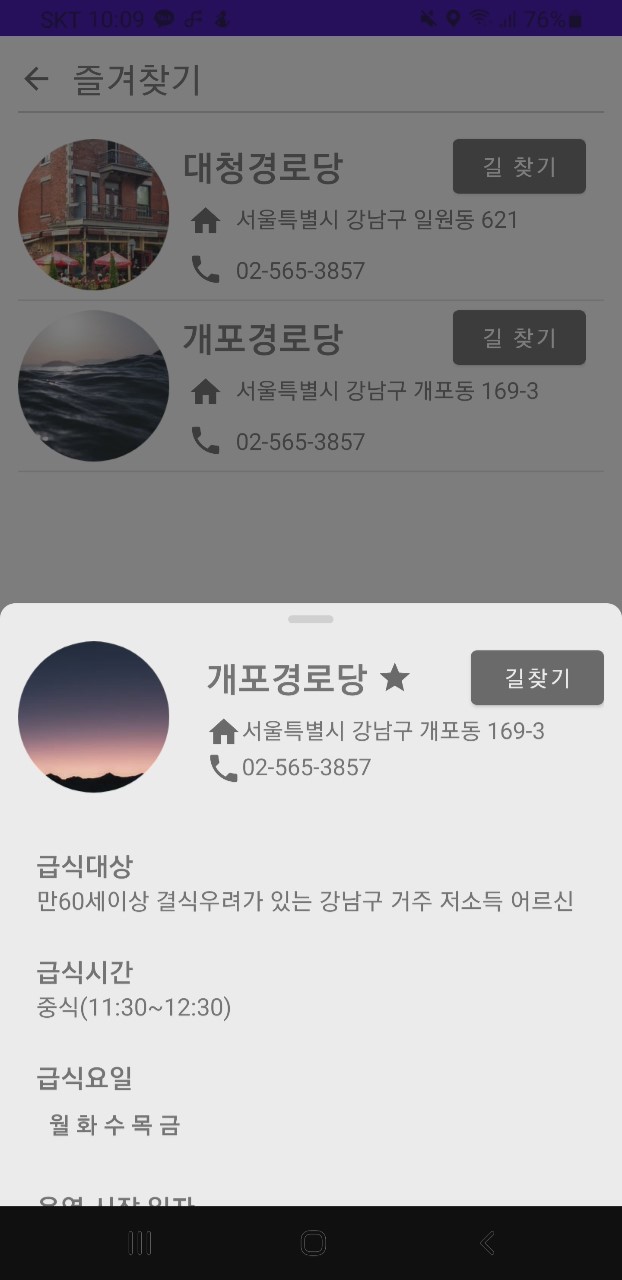 SKT 10:09 76%
즐겨찾기
대청경로당
길 찾기
서울특별시 강남구 일원동 621
02-565-3857
개포경로당
길 찾기
서울특별시 강남구 개포동 169-3
02-565-3857
개포경로당
길찾기
서울특별시 강남구 개포동 169-3
02-565-3857
급식대상
만60세이상 결식우려가 있는 강남구 거주 저소득 어르신
급식시간
중식(11:30~12:30)
급식요일
월 화 수 목 금